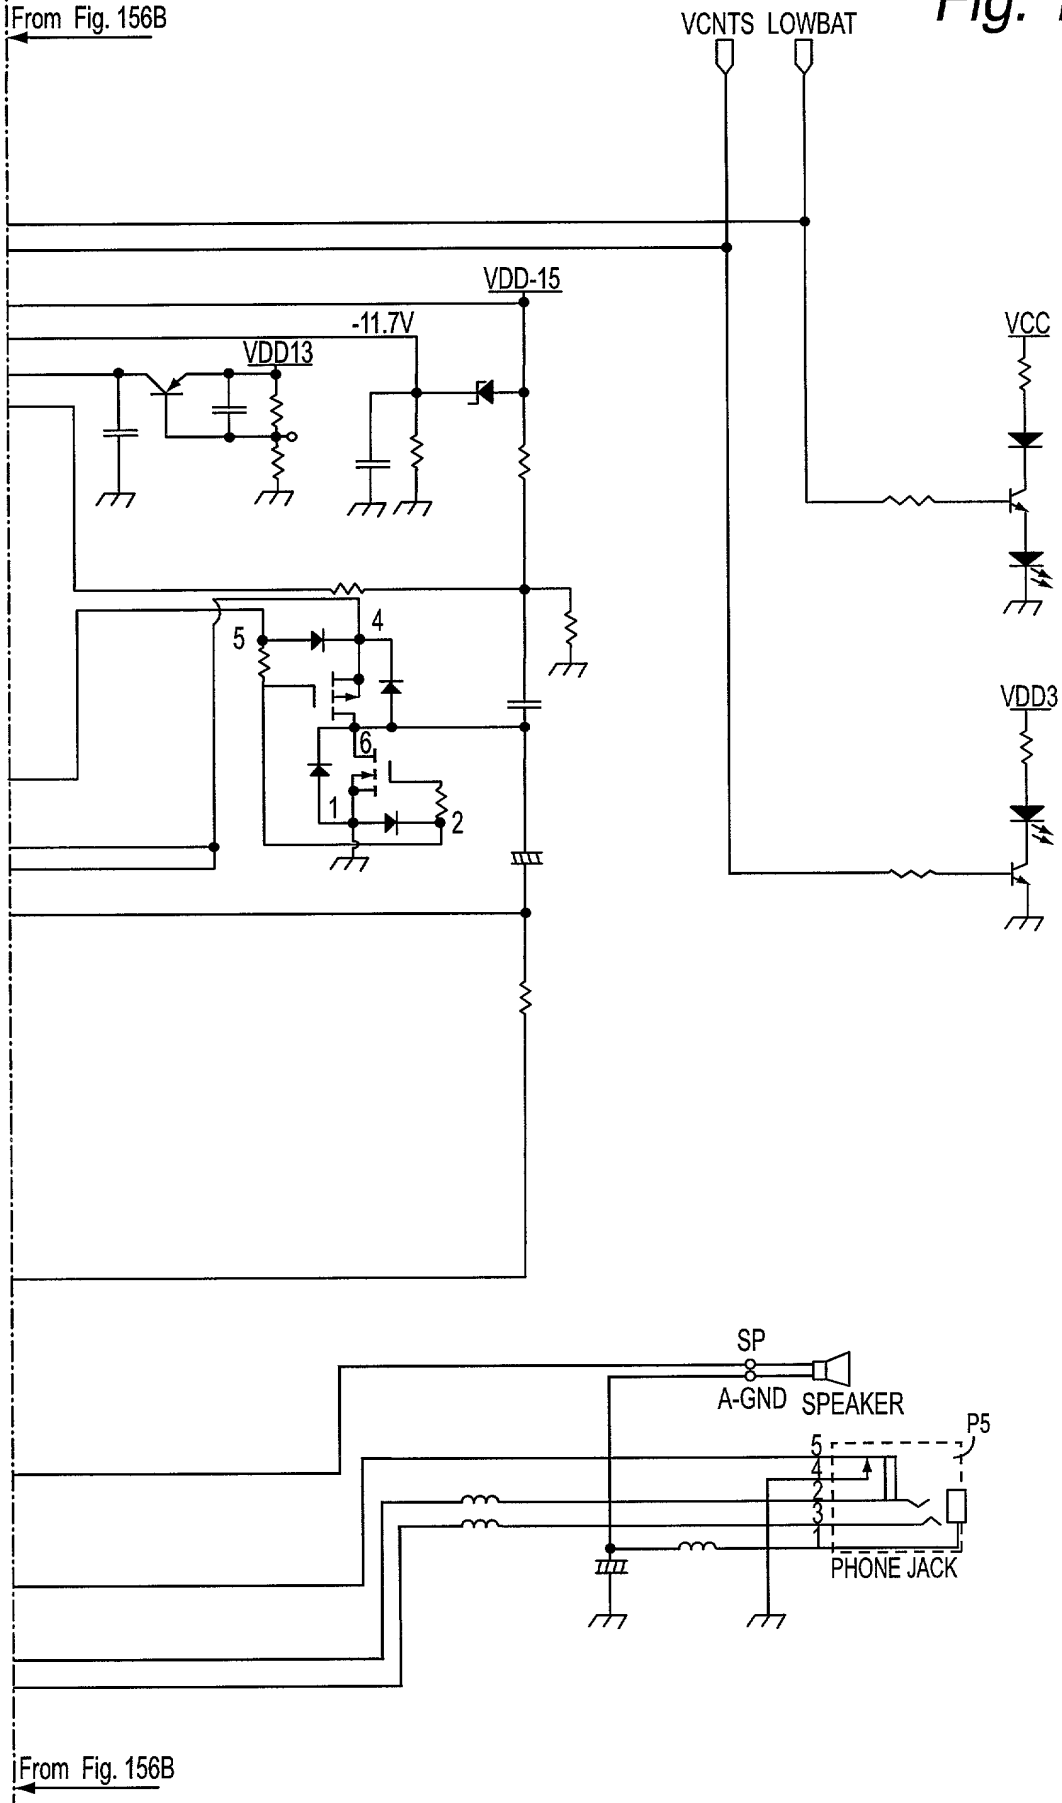 From Fig. 156B
VCNTS LOWBAT
Fig.
VDD-15
-11.7V
VDD13
VCC
5
4
6
1
2
VDD3
SP
A-GND SPEAKER
P5
5
4
2
3
1
PHONE JACK
From Fig. 156B